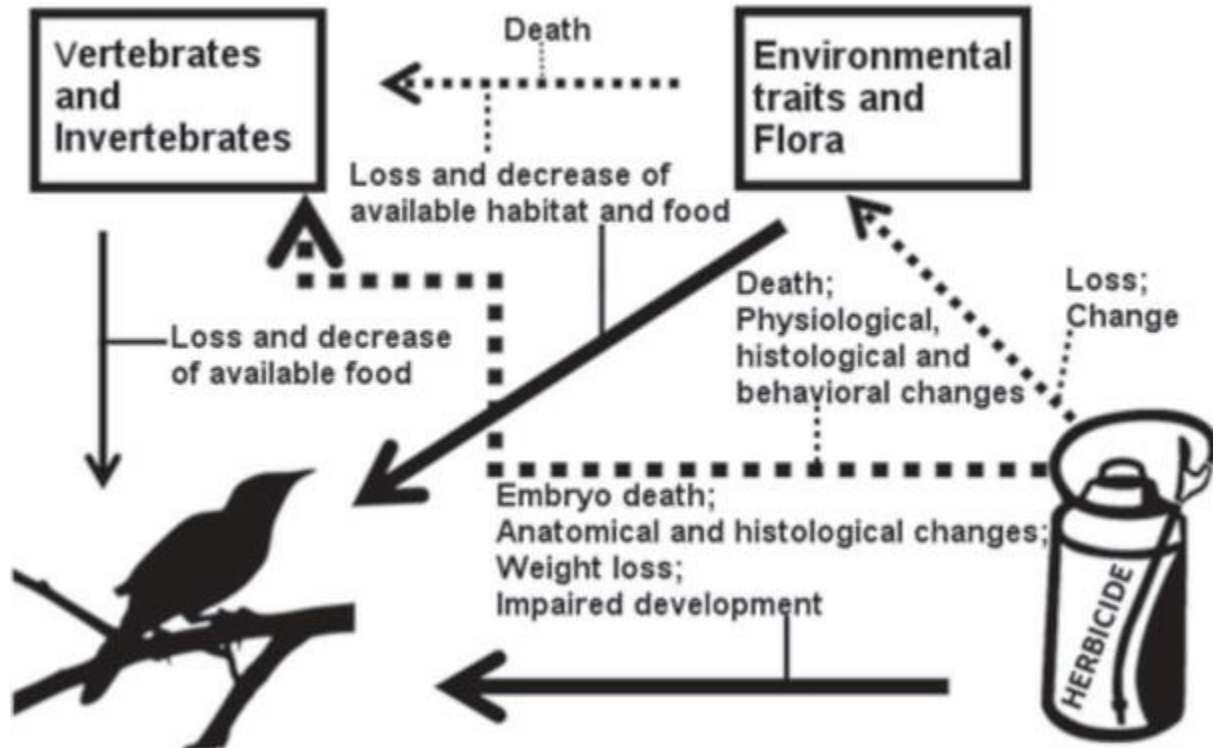 Death
Vertebrates
and
Invertebrates
Environmental
traits and
Flora
Loss and decrease of
available habitat and food
Death;
Physiological,
histological and
behavioral changes
Loss;
Change
Loss and decrease
of available food
Embryo death;
Anatomical and histological changes;
Weight loss;
Impaired development
HERBICIDE